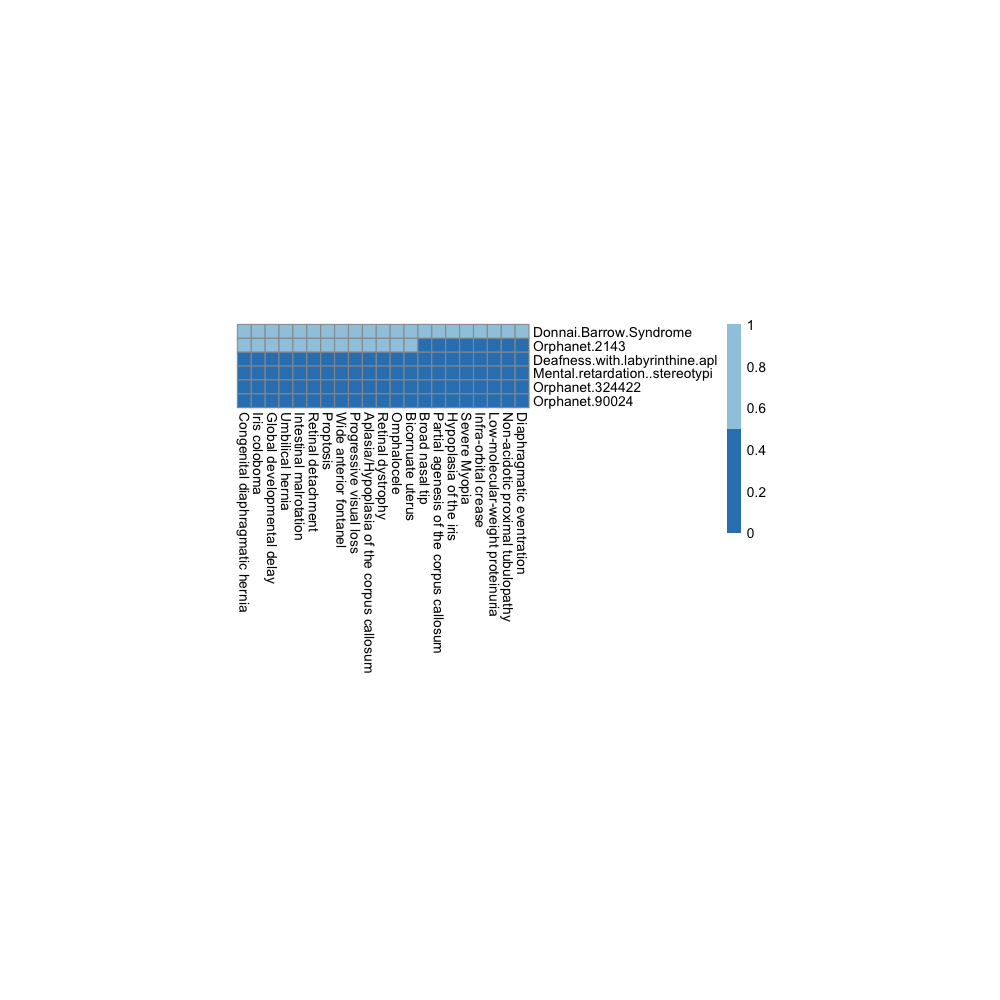 Donnai.Barrow.Syndrome
Orphanet.2143
Deafness.with.labyrinthine.apl
Mental.retardation..stereotypi
Orphanet.324422
Orphanet.90024
1
0.8
0.6
0.4
0.2
0
Congenital diaphragmatic hernia
Iris coloboma
Global developmental delay
Umbilical hernia
Intestinal malrotation
Retinal detachment
Proptosis
Wide anterior fontanel
Progressive visual loss
Aplasia/Hypoplasia of the corpus callosum
Retinal dystrophy
Omphalocele
Bicornuate uterus
Broad nasal tip
Partial agenesis of the corpus callosum
Hypoplasia of the iris
Severe Myopia
Infra-orbital crease
Low-molecular-weight proteinuria
Non-acidotic proximal tubulopathy
Diaphragmatic eventration